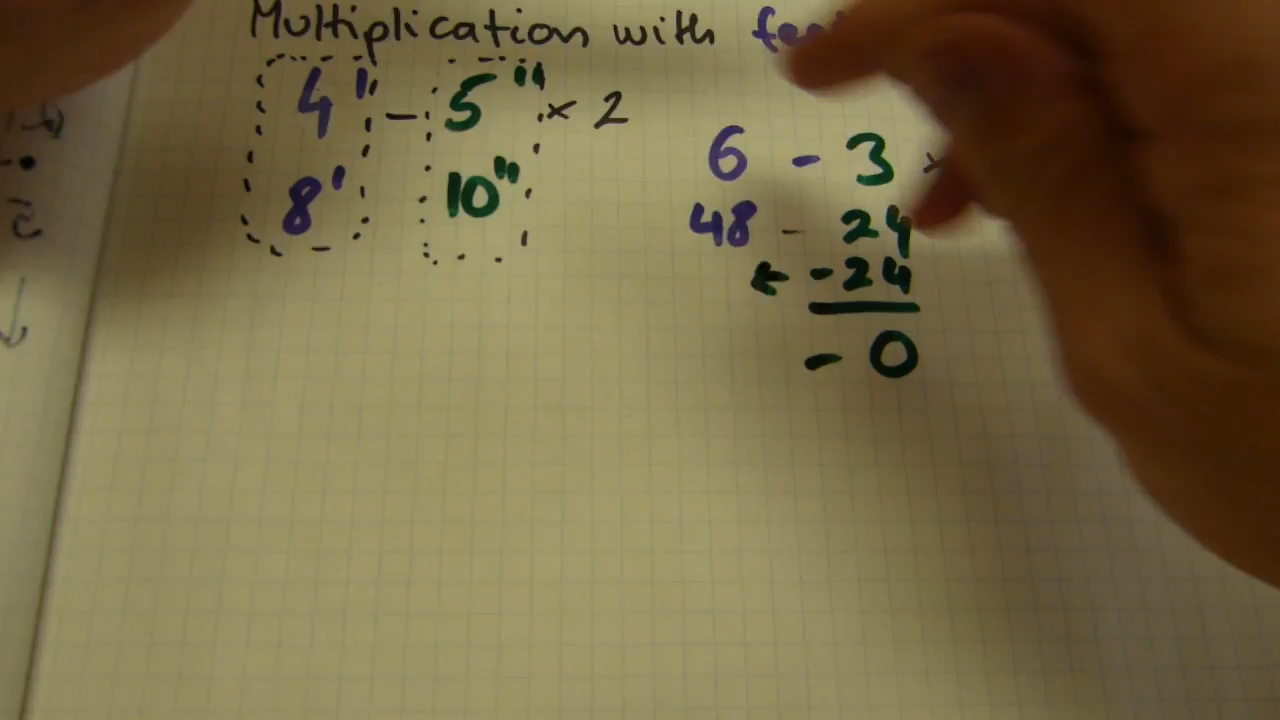 Multiplication with
4" - 5" × 2
8' 10"
6 - 3 ×
48 - 24
← - 24
- 0